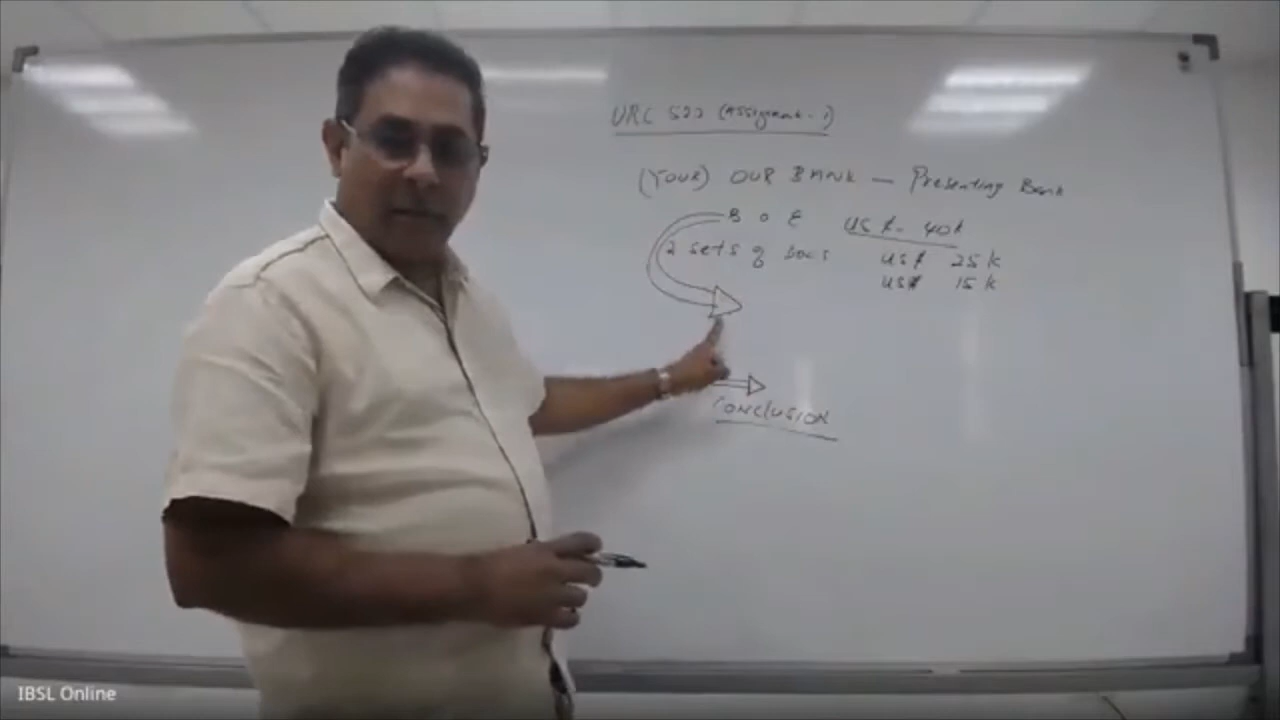 URC 522 (Assignment - 1)
(YOUR) OUR BANK — Presenting Bank
B O E US $ - 40k
2 sets of Docs US$ 25k
US$ 15k
CONCLUSION
IBSL Online